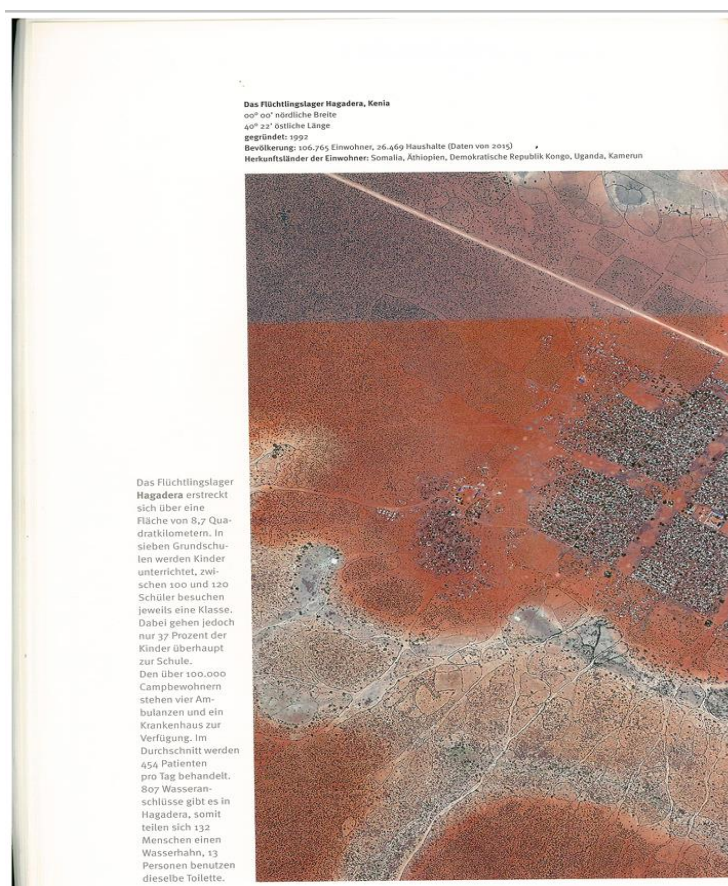 Das Flüchtlingslager Hagadera, Kenia
00° 00' nördliche Breite
40° 22' östliche Länge
gegründet: 1992
Bevölkerung: 106.765 Einwohner, 26.469 Haushalte (Daten von 2015)
Herkunftsländer der Einwohner: Somalia, Äthiopien, Demokratische Republik Kongo, Uganda, Kamerun
Das Flüchtlingslager
Hagadera erstreckt
sich über eine
Fläche von 8,7 Qua-
dratkilometern. In
sieben Grundschu-
len werden Kinder
unterrichtet, zwi-
schen 100 und 120
Schüler besuchen
jeweils eine Klasse.
Dabei gehen jedoch
nur 37 Prozent der
Kinder überhaupt
zur Schule.
Den über 100.000
Campbewohnern
stehen vier Am-
bulanzen und ein
Krankenhaus zur
Verfügung. Im
Durchschnitt werden
454 Patienten
pro Tag behandelt.
807 Wasseran-
schlüsse gibt es in
Hagadera, somit
teilen sich 132
Menschen einen
Wasserhahn, 13
Personen benutzen
dieselbe Toilette.